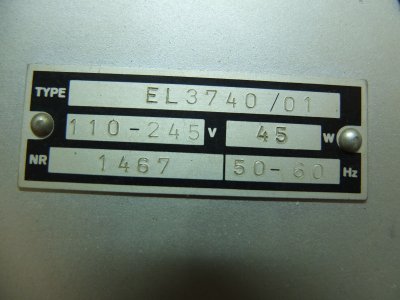 TYPE EL3740/01
110-245 V 45 W
NR 1467 50-60 Hz